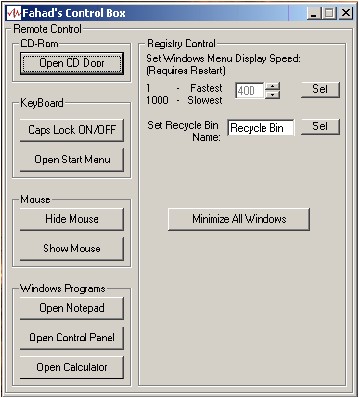 Fahad's Control Box
Remote Control
CD-Rom
Open CD Door
KeyBoard
Caps Lock ON/OFF
Open Start Menu
Mouse
Hide Mouse
Show Mouse
Windows Programs
Open Notepad
Open Control Panel
Open Calculator
Registry Control
Set Windows Menu Display Speed:
(Requires Restart)
1 - Fastest
1000 - Slowest
400
Set
Set Recycle Bin
Name:
Recycle Bin
Set
Minimize All Windows